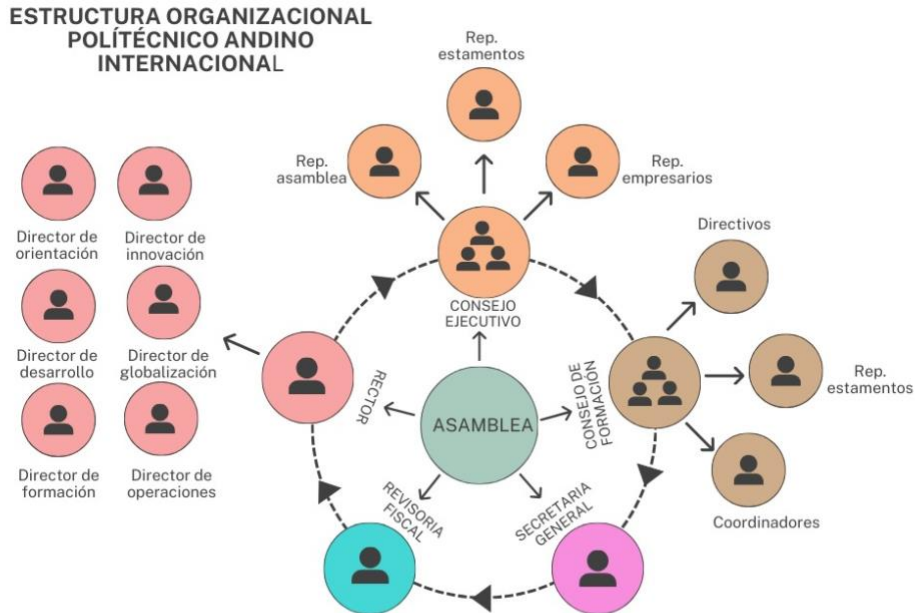 ESTRUCTURA ORGANIZACIONAL
POLÍTÉCNICO ANDINO
INTERNACIONAL
Rep.
estamentos
Rep.
asamblea
Rep.
empresarios
Directivos
Rep.
estamentos
Coordinadores
Director de
orientación
Director de
innovación
Director de
desarrollo
Director de
globalización
Director de
formación
Director de
operaciones
CONSEJO
EJECUTIVO
CONSEJO DE
FORMACIÓN
RECTOR
ASAMBLEA
REVISORIA
FISCAL
SECRETARIA
GENERAL